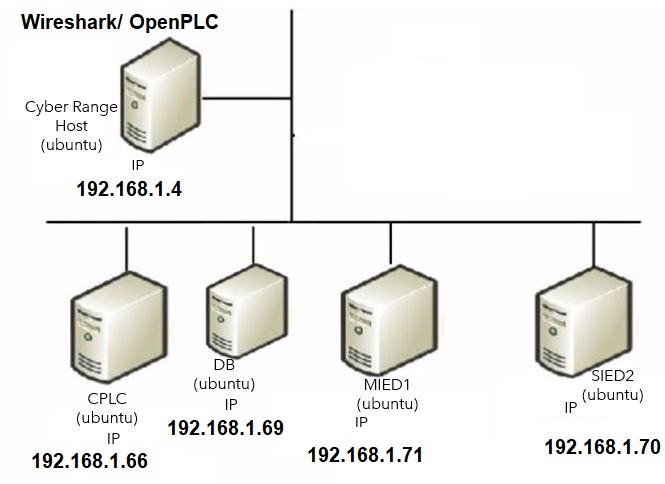 Wireshark/ OpenPLC
Cyber Range
Host
(ubuntu)
IP
192.168.1.4
CPLC
(ubuntu)
IP
192.168.1.66
DB
(ubuntu)
IP
192.168.1.69
MIED1
(ubuntu)
IP
192.168.1.71
SIED2
(ubuntu)
IP
192.168.1.70